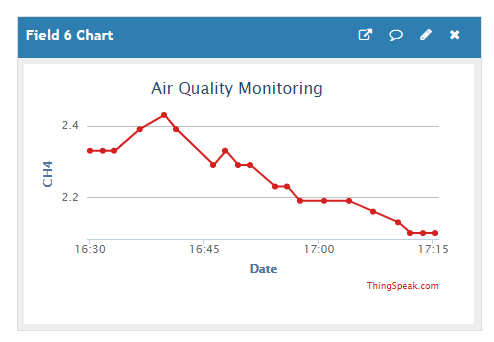 Field 6 Chart
Air Quality Monitoring
2.4
CH4
2.2
16:30 16:45 17:00 17:15
Date
ThingSpeak.com